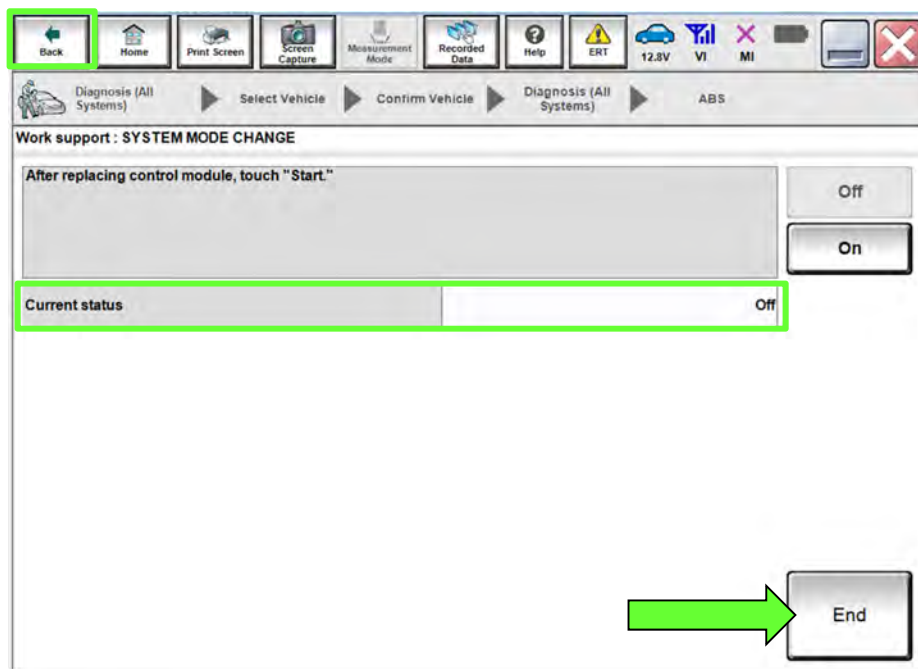 Back
Home
Print Screen
Screen
Capture
Measurement
Mode
Recorded
Data
Help
ERT
12.8V
VI
MI
Diagnosis (All
Systems)
Select Vehicle
Confirm Vehicle
Diagnosis (All
Systems)
ABS
Work support : SYSTEM MODE CHANGE
After replacing control module, touch "Start."
Off
On
Current status
Off
End